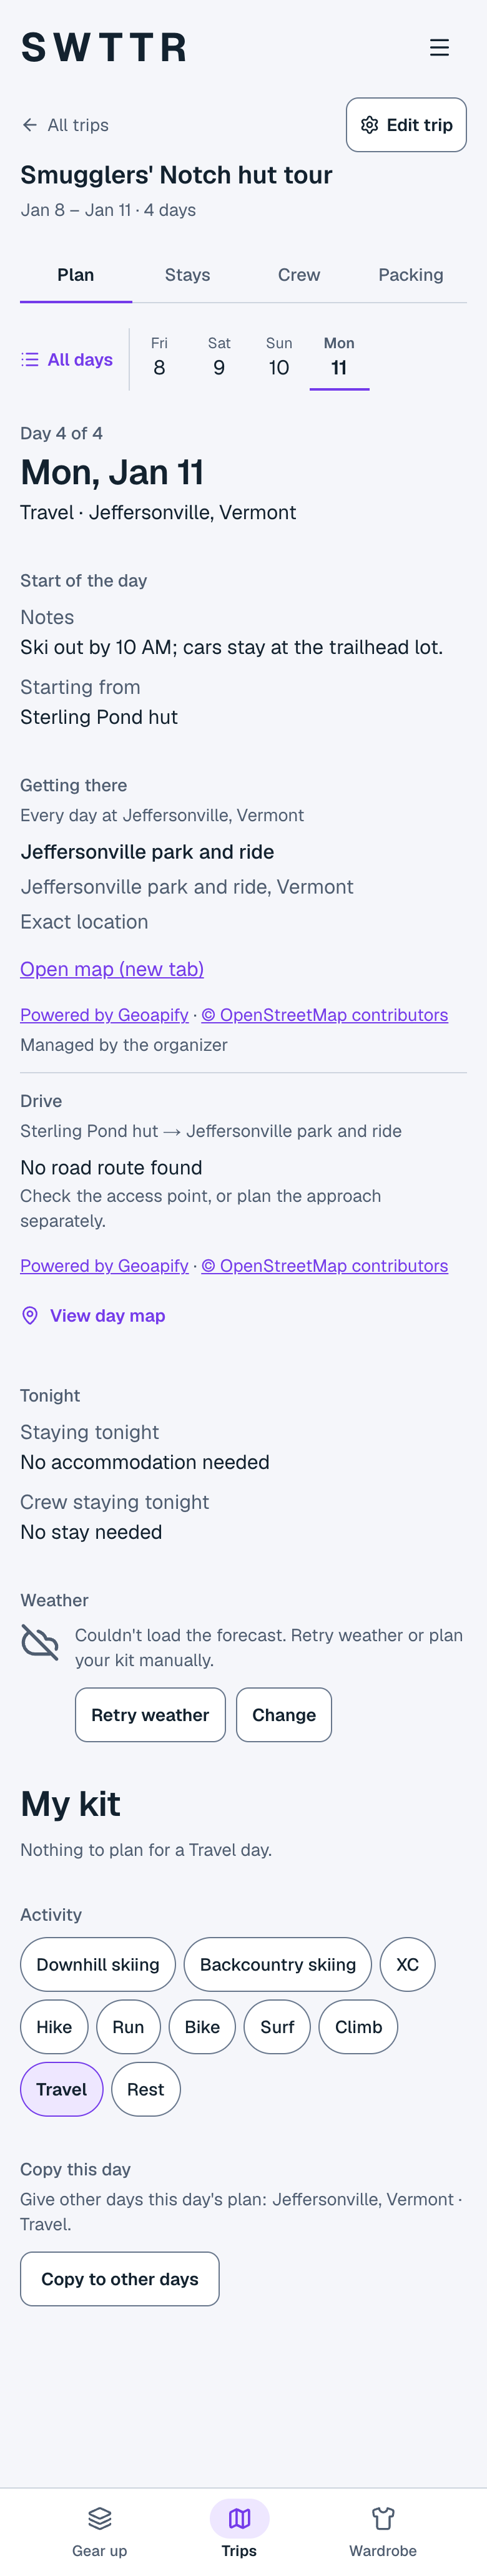 SWTTR
All trips
Edit trip
Smugglers' Notch hut tour
Jan 8 – Jan 11 · 4 days
Plan
Stays
Crew
Packing
All days
Fri
8
Sat
9
Sun
10
Mon
11
Day 4 of 4
Mon, Jan 11
Travel · Jeffersonville, Vermont
Start of the day
Notes
Ski out by 10 AM; cars stay at the trailhead lot.
Starting from
Sterling Pond hut
Getting there
Every day at Jeffersonville, Vermont
Jeffersonville park and ride
Jeffersonville park and ride, Vermont
Exact location
Open map (new tab)
Powered by Geoapify · © OpenStreetMap contributors
Managed by the organizer
Drive
Sterling Pond hut → Jeffersonville park and ride
No road route found
Check the access point, or plan the approach
separately.
Powered by Geoapify · © OpenStreetMap contributors
View day map
Tonight
Staying tonight
No accommodation needed
Crew staying tonight
No stay needed
Weather
Couldn't load the forecast. Retry weather or plan
your kit manually.
Retry weather
Change
My kit
Nothing to plan for a Travel day.
Activity
Downhill skiing
Backcountry skiing
XC
Hike
Run
Bike
Surf
Climb
Travel
Rest
Copy this day
Give other days this day's plan: Jeffersonville, Vermont ·
Travel.
Copy to other days
Gear up
Trips
Wardrobe